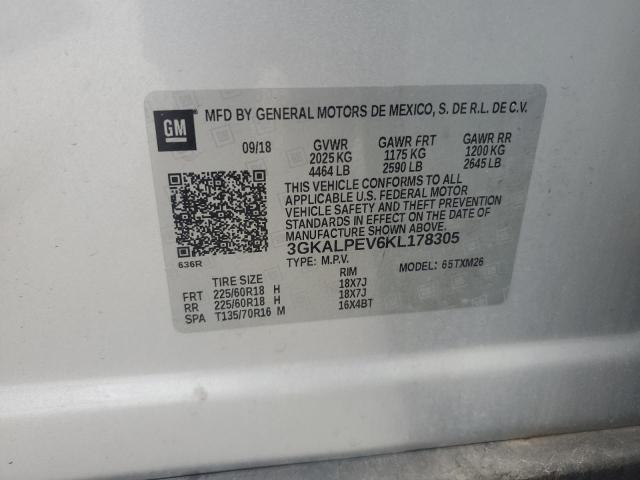 GM
MFD BY GENERAL MOTORS DE MEXICO, S. DE R.L. DE C.V.
09/18 GVWR GAWR FRT GAWR RR
2025 KG 1175 KG 1200 KG
4464 LB 2590 LB 2645 LB
THIS VEHICLE CONFORMS TO ALL
APPLICABLE U.S. FEDERAL MOTOR
VEHICLE SAFETY AND THEFT PREVENTION
STANDARDS IN EFFECT ON THE DATE OF
MANUFACTURE SHOWN ABOVE.
3GKALPEV6KL178305
636R TYPE: M.P.V. MODEL: 65TXM26
TIRE SIZE RIM
FRT 225/60R18 H 18X7J
RR 225/60R18 H 18X7J
SPA T135/70R16 M 16X4BT